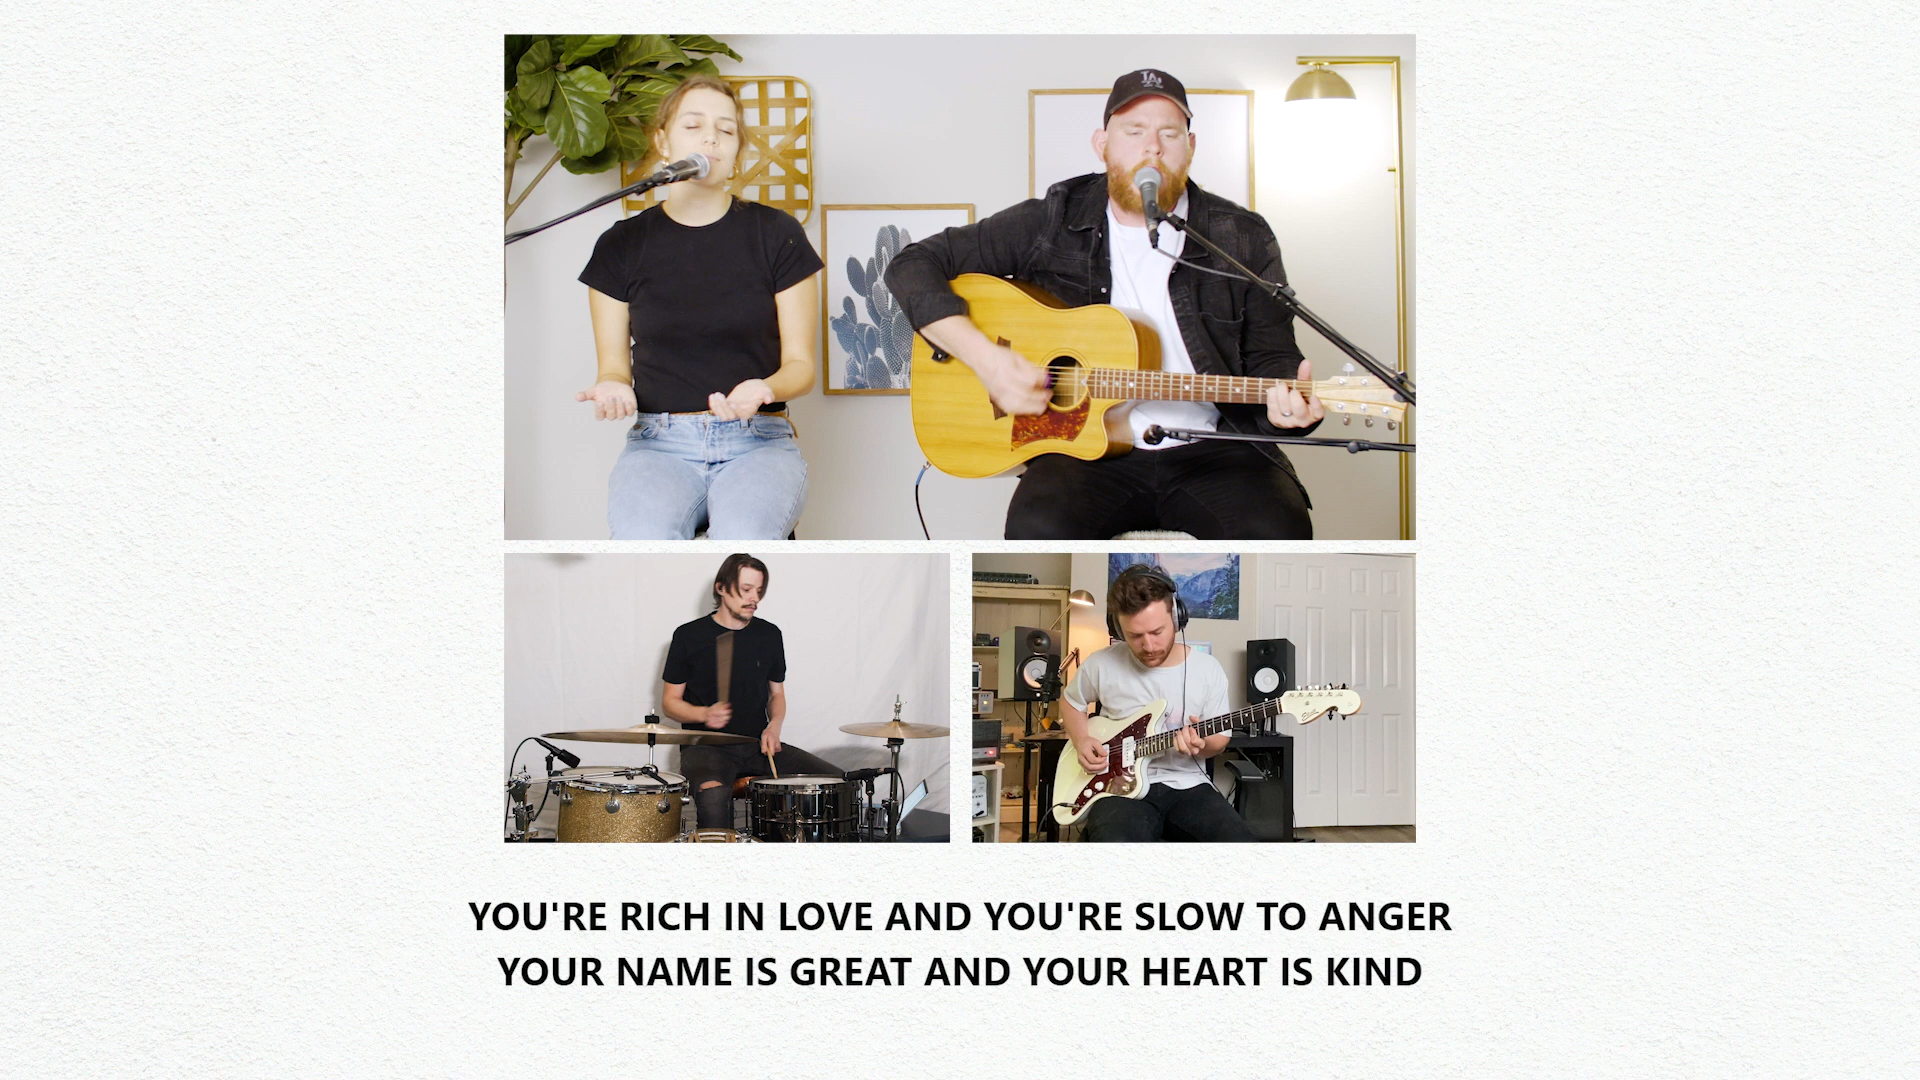 LA
YOU'RE RICH IN LOVE AND YOU'RE SLOW TO ANGER
YOUR NAME IS GREAT AND YOUR HEART IS KIND